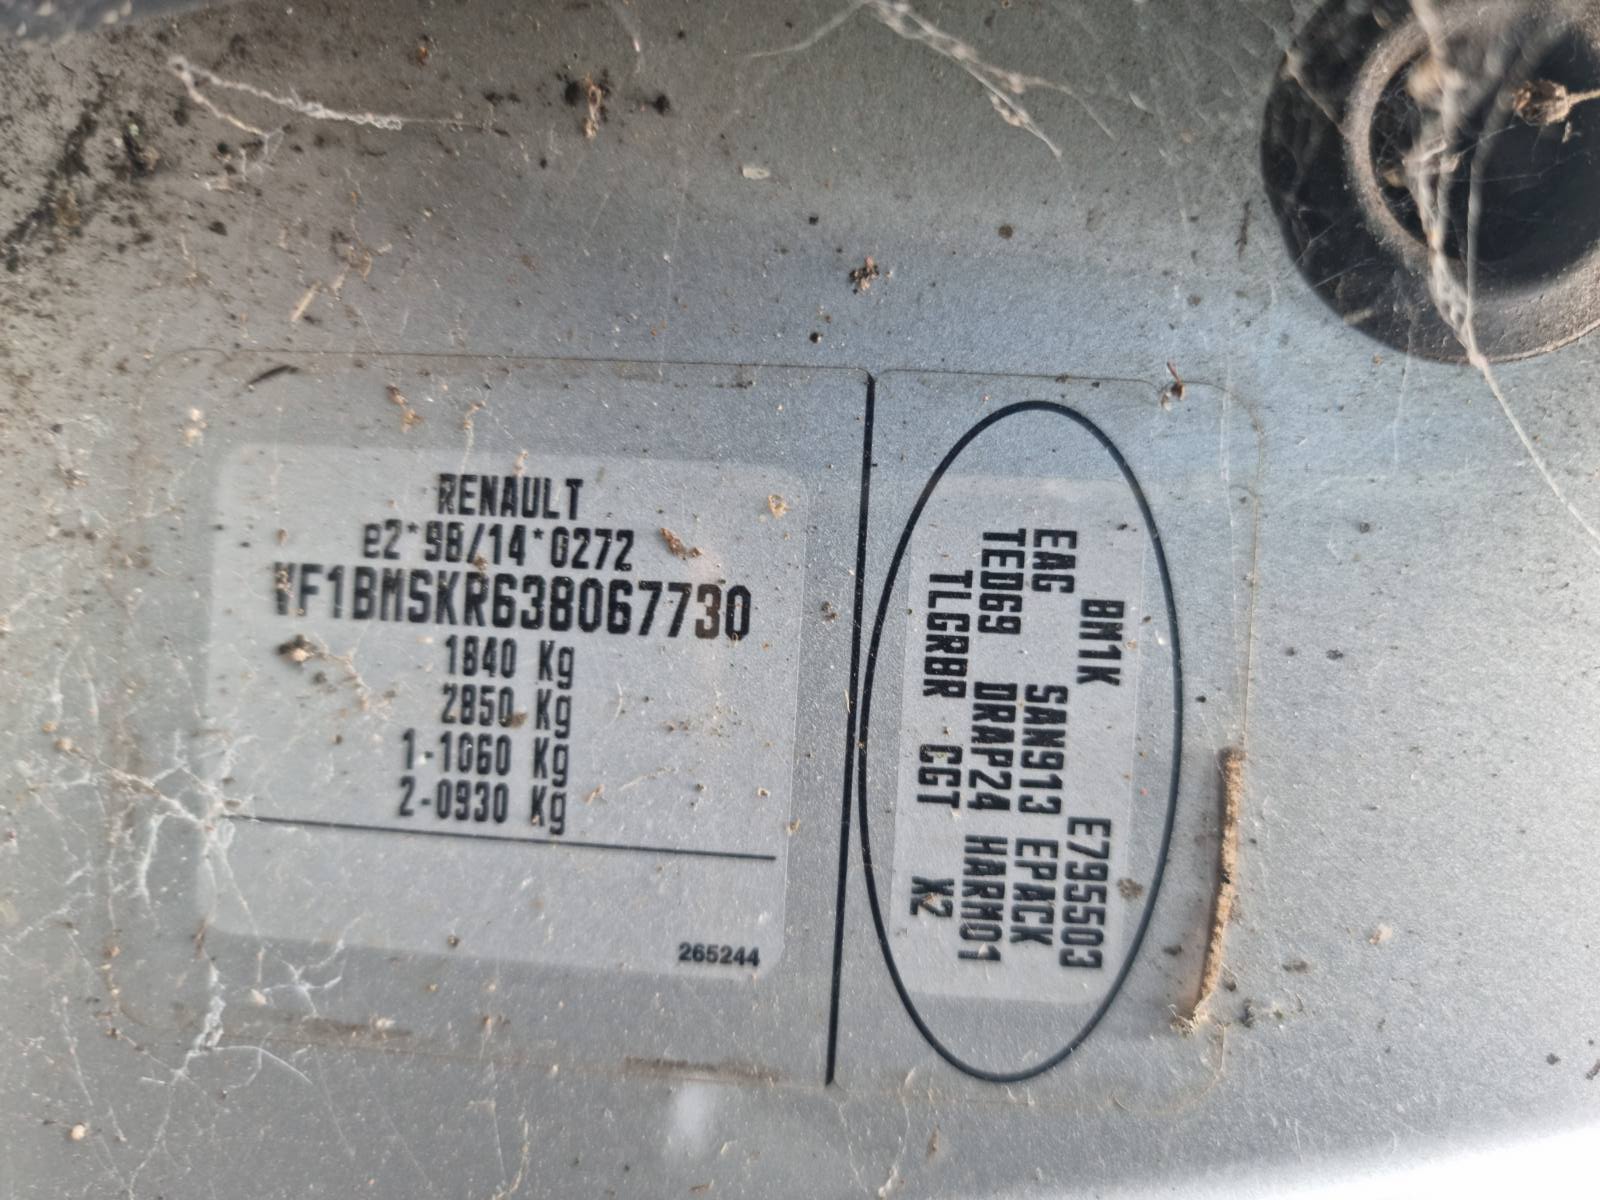 RENAULT
e2*98/14*0272
VF1BMSKR638067730
1840 Kg
2850 Kg
1-1060 Kg
2-0930 Kg
265244
BM1K E795503
EAG SAN913 EPACK
TED69 DRAP24 HARM01
TLGRBR CGT X2